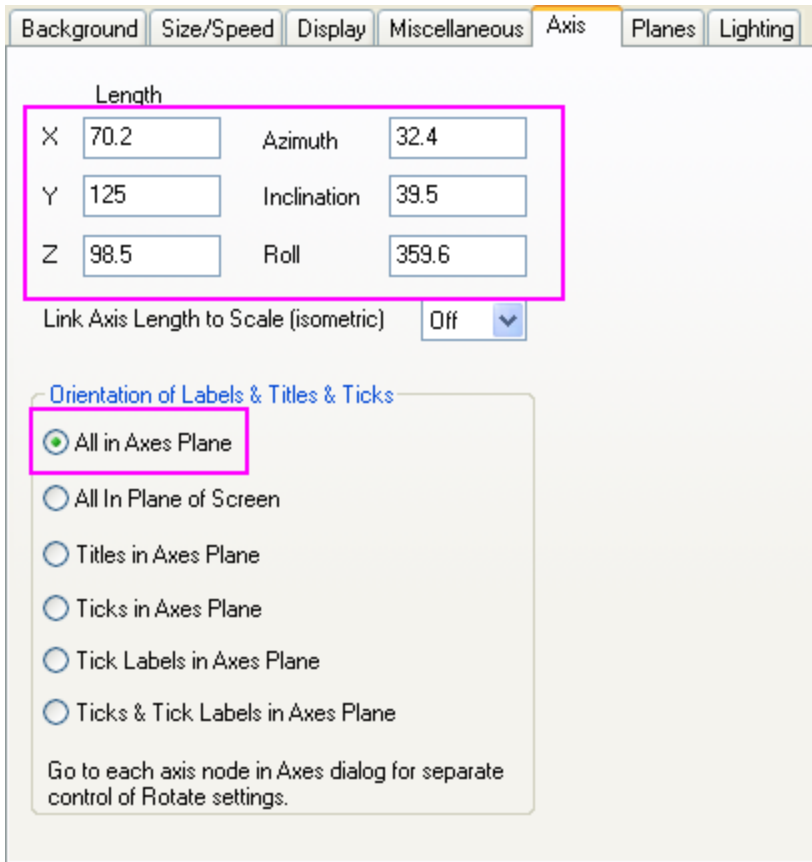 Background Size/Speed Display Miscellaneous Axis Planes Lighting
Length
X 70.2 Azimuth 32.4
Y 125 Inclination 39.5
Z 98.5 Roll 359.6
Link Axis Length to Scale (isometric) Off
Orientation of Labels & Titles & Ticks
All in Axes Plane
All In Plane of Screen
Titles in Axes Plane
Ticks in Axes Plane
Tick Labels in Axes Plane
Ticks & Tick Labels in Axes Plane
Go to each axis node in Axes dialog for separate
control of Rotate settings.